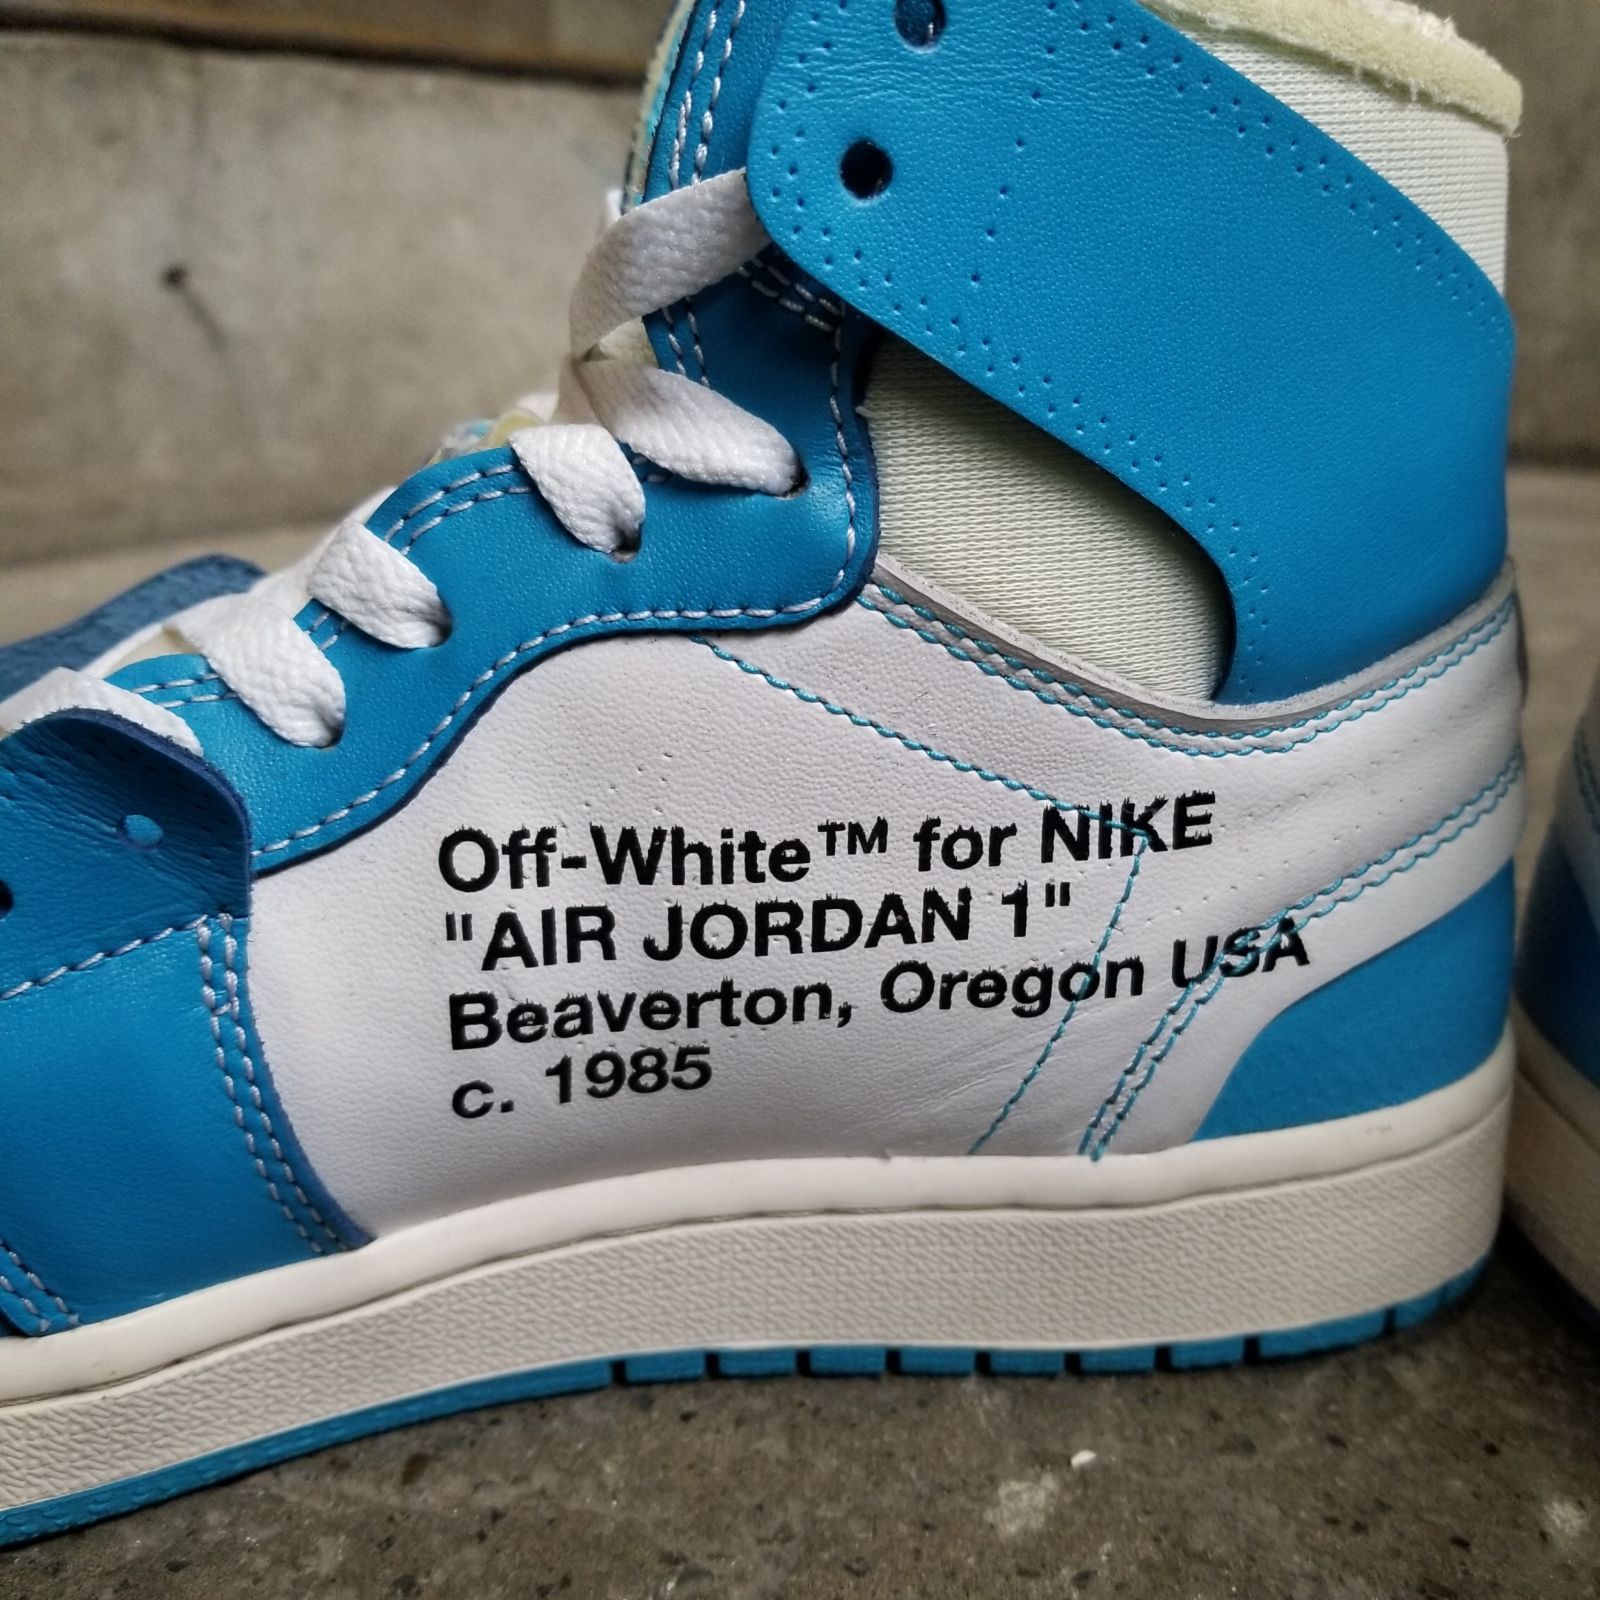 Off-White™ for NIKE
"AIR JORDAN 1"
Beaverton, Oregon USA
c. 1985